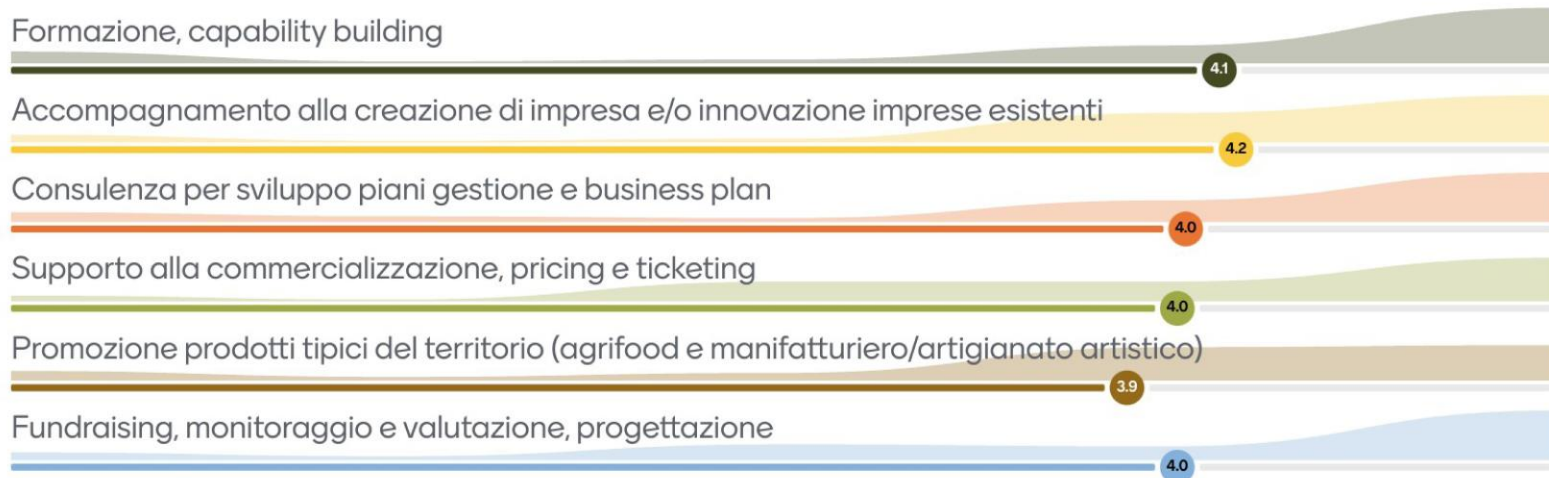 Formazione, capability building
4.1
Accompagnamento alla creazione di impresa e/o innovazione imprese esistenti
4.2
Consulenza per sviluppo piani gestione e business plan
4.0
Supporto alla commercializzazione, pricing e ticketing
4.0
Promozione prodotti tipici del territorio (agrifood e manifatturiero/artigianato artistico)
3.9
Fundraising, monitoraggio e valutazione, progettazione
4.0